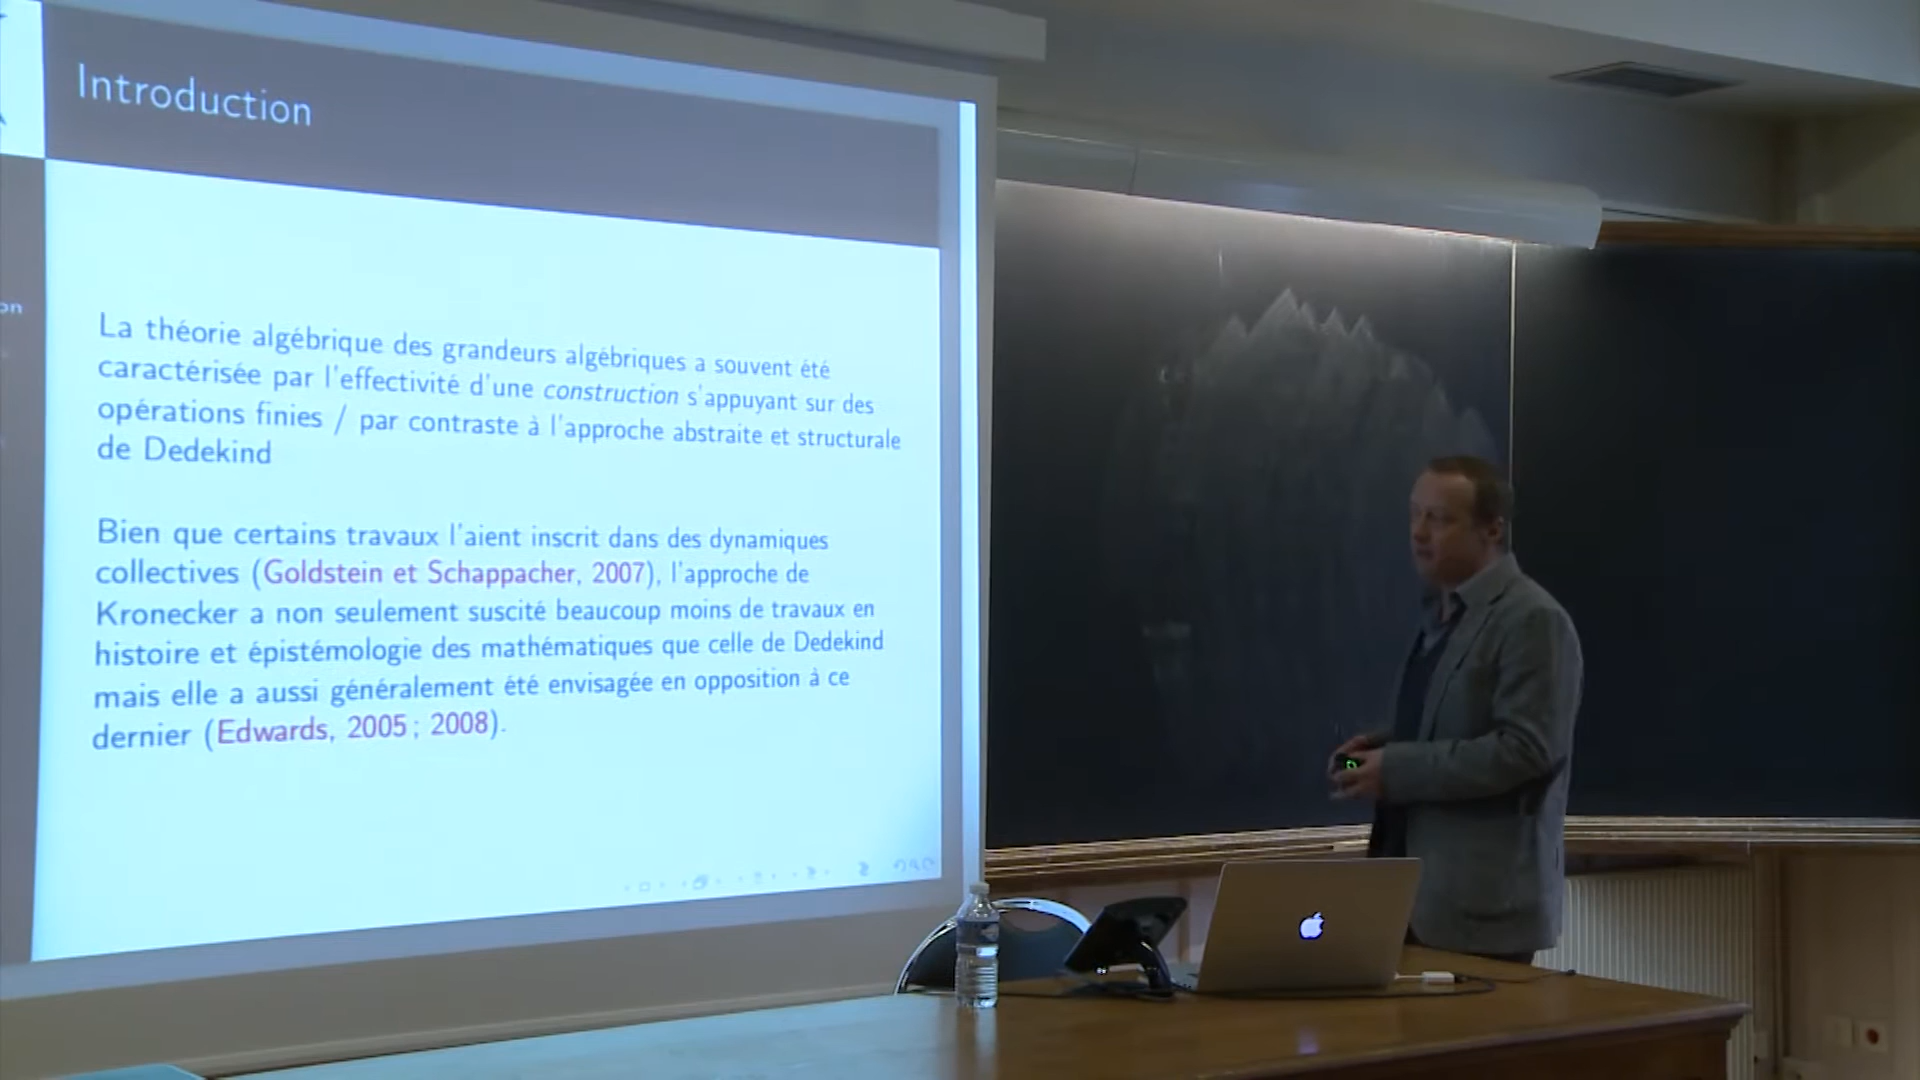 Introduction
on
La théorie algébrique des grandeurs algébriques a souvent été
caractérisée par l'effectivité d'une construction s'appuyant sur des
opérations finies / par contraste à l'approche abstraite et structurale
de Dedekind
Bien que certains travaux l'aient inscrit dans des dynamiques
collectives (Goldstein et Schappacher, 2007), l'approche de
Kronecker a non seulement suscité beaucoup moins de travaux en
histoire et épistémologie des mathématiques que celle de Dedekind
mais elle a aussi généralement été envisagée en opposition à ce
dernier (Edwards, 2005 ; 2008).